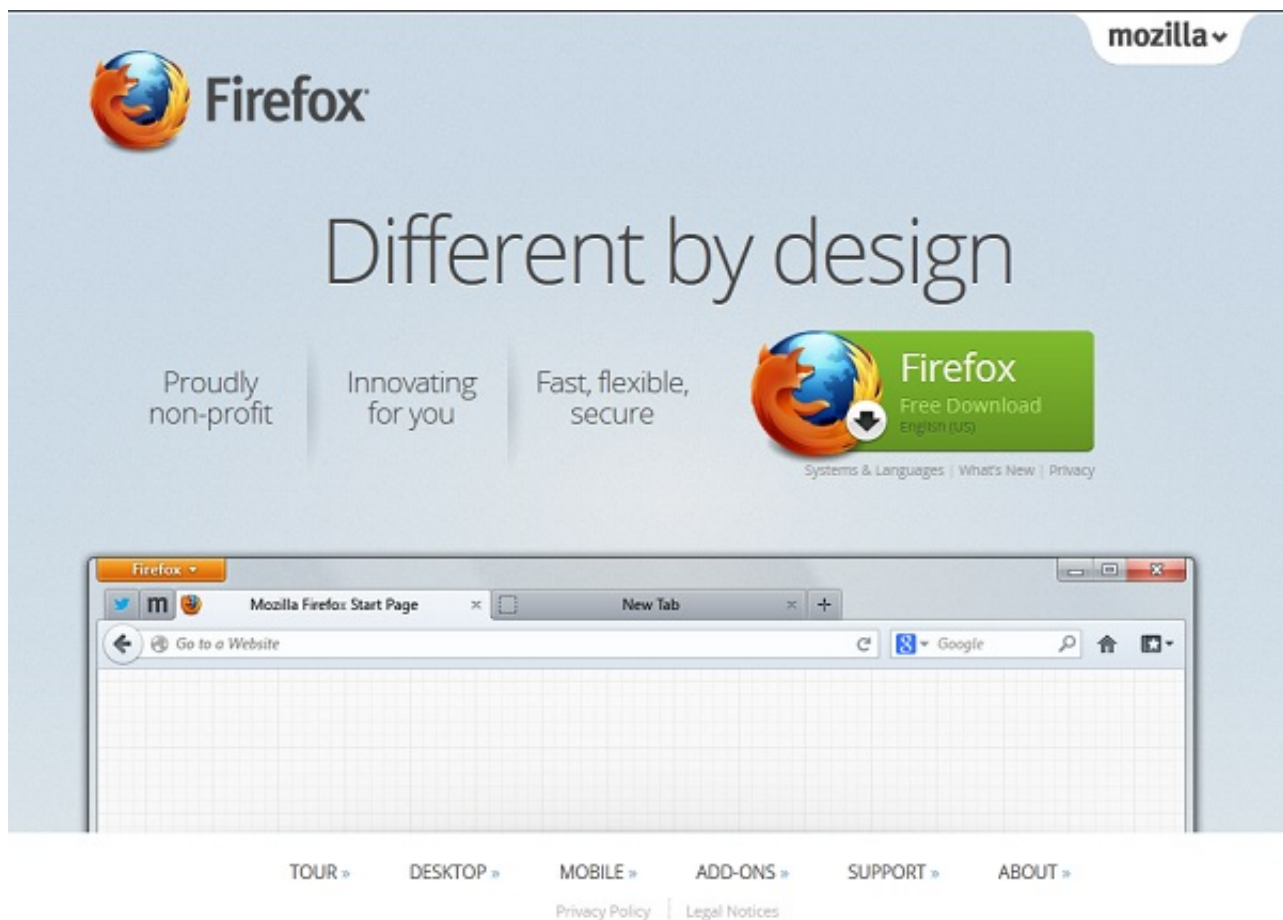 mozilla
Firefox
Different by design
Proudly
non-profit
Innovating
for you
Fast, flexible,
secure
Firefox
Free Download
English (US)
Systems & Languages | What's New | Privacy
Firefox
m Mozilla Firefox Start Page × New Tab × +
Go to a Website 8 Google
TOUR » DESKTOP » MOBILE » ADD-ONS » SUPPORT » ABOUT »
Privacy Policy Legal Notices